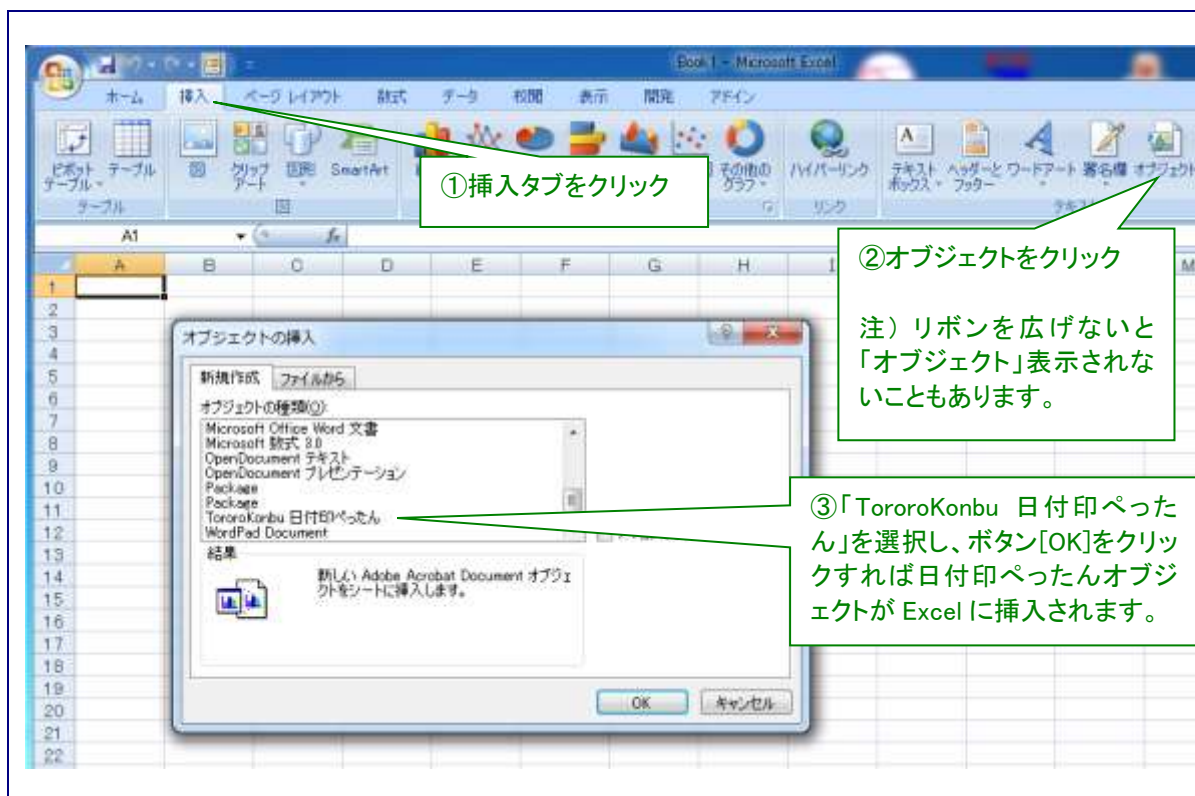 Book1 - Microsoft Excel
ホーム 挿入 ページ レイアウト 数式 データ 校閲 表示 開発 アドイン
ピボット テーブル テーブル 図 クリップ アート 図形 SmartArt その他の グラフ ハイパーリンク テキスト ボックス ヘッダーと フッター ワードアート 署名欄 オブジェクト
テーブル 図 リンク テキスト
①挿入タブをクリック
A1 fx
A B C D E F G H I M
1
2
3
4
5
6
7
8
9
10
11
12
13
14
15
16
17
18
19
20
21
22
②オブジェクトをクリック
注）リボンを広げないと
「オブジェクト」表示されな
いこともあります。
オブジェクトの挿入
新規作成 ファイルから
オブジェクトの種類(O):
Microsoft Office Word 文書
Microsoft 数式 3.0
OpenDocument テキスト
OpenDocument プレゼンテーション
Package
Package
TororoKonbu 日付印ぺったん
WordPad Document
結果
新しい Adobe Acrobat Document オブジェ
クトをシートに挿入します。
OK キャンセル
③「TororoKonbu 日付印ぺった
ん」を選択し、ボタン[OK]をクリッ
クすれば日付印ぺったんオブジ
ェクトが Excel に挿入されます。